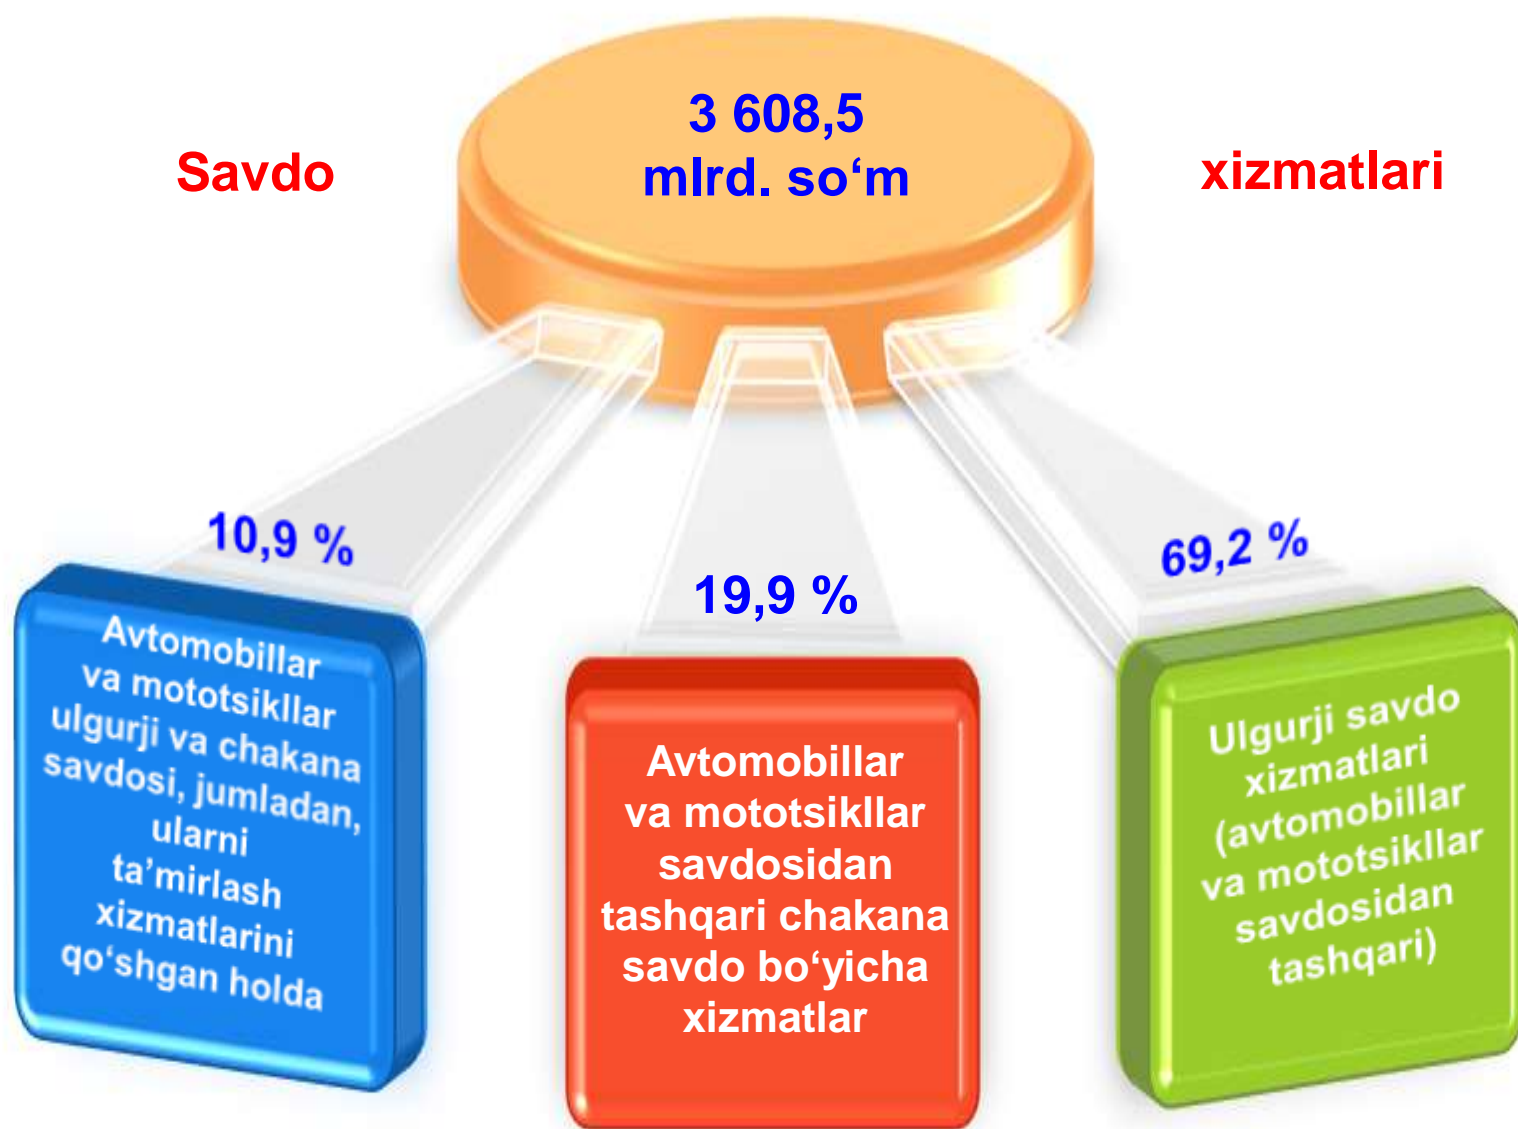 Savdo
3 608,5
mlrd. so‘m
xizmatlari
10,9 %
Avtomobillar
va mototsikllar
ulgurji va chakana
savdosi, jumladan,
ularni
ta’mirlash
xizmatlarini
qo‘shgan holda
19,9 %
Avtomobillar
va mototsikllar
savdosidan
tashqari chakana
savdo bo‘yicha
xizmatlar
69,2 %
Ulgurji savdo
xizmatlari
(avtomobillar
va mototsikllar
savdosidan
tashqari)